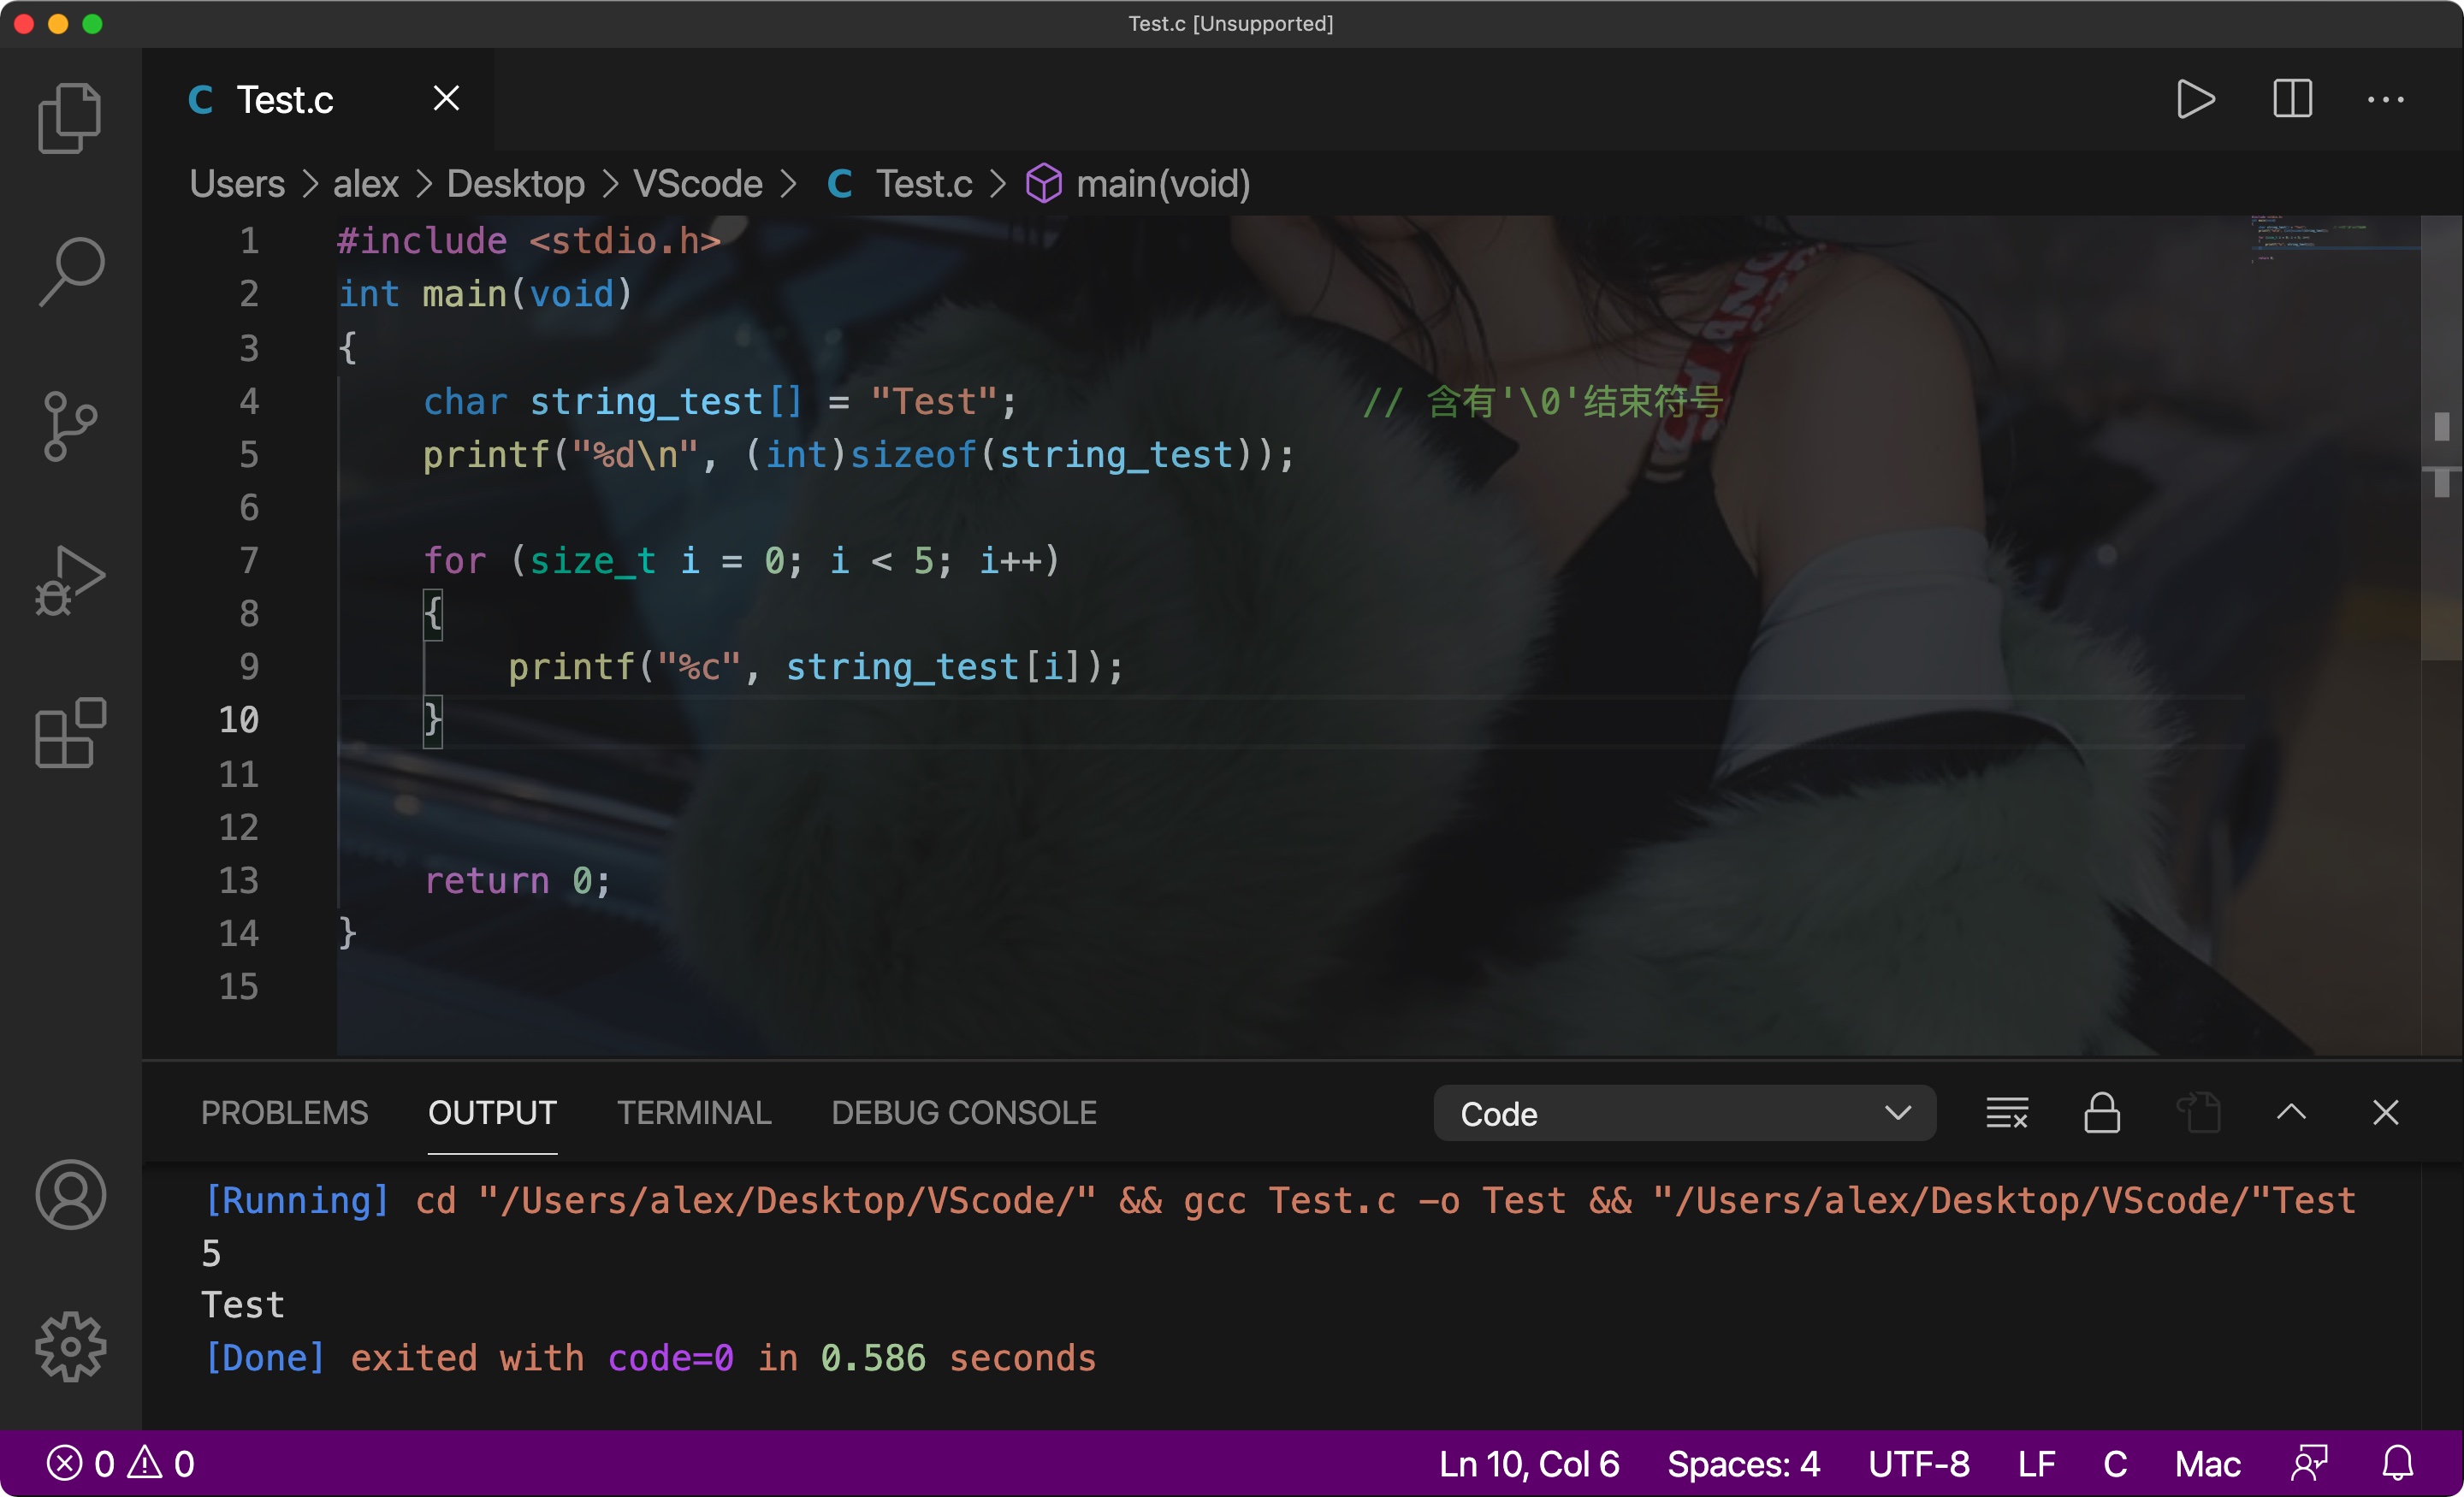 Test.c [Unsupported]
C Test.c
Users > alex > Desktop > VScode > C Test.c > main(void)
1 #include <stdio.h>
2 int main(void)
3 {
4     char string_test[] = "Test";                // 含有'\0'结束符号
5     printf("%d\n", (int)sizeof(string_test));
6
7     for (size_t i = 0; i < 5; i++)
8     {
9         printf("%c", string_test[i]);
10     }
11
12
13     return 0;
14 }
15
PROBLEMS OUTPUT TERMINAL DEBUG CONSOLE Code
[Running] cd "/Users/alex/Desktop/VScode/" && gcc Test.c -o Test && "/Users/alex/Desktop/VScode/"Test
5
Test
[Done] exited with code=0 in 0.586 seconds
0 0 Ln 10, Col 6 Spaces: 4 UTF-8 LF C Mac